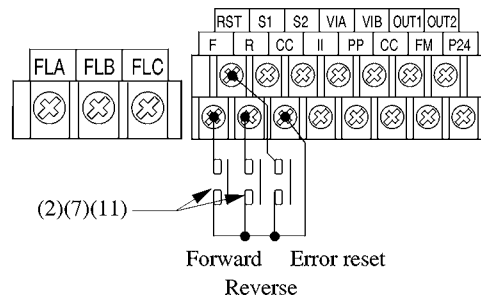 RST S1 S2 VIA VIB OUT1 OUT2
F R CC II PP CC FM P24
FLA FLB FLC
(2)(7)(11)
Forward Error reset
Reverse